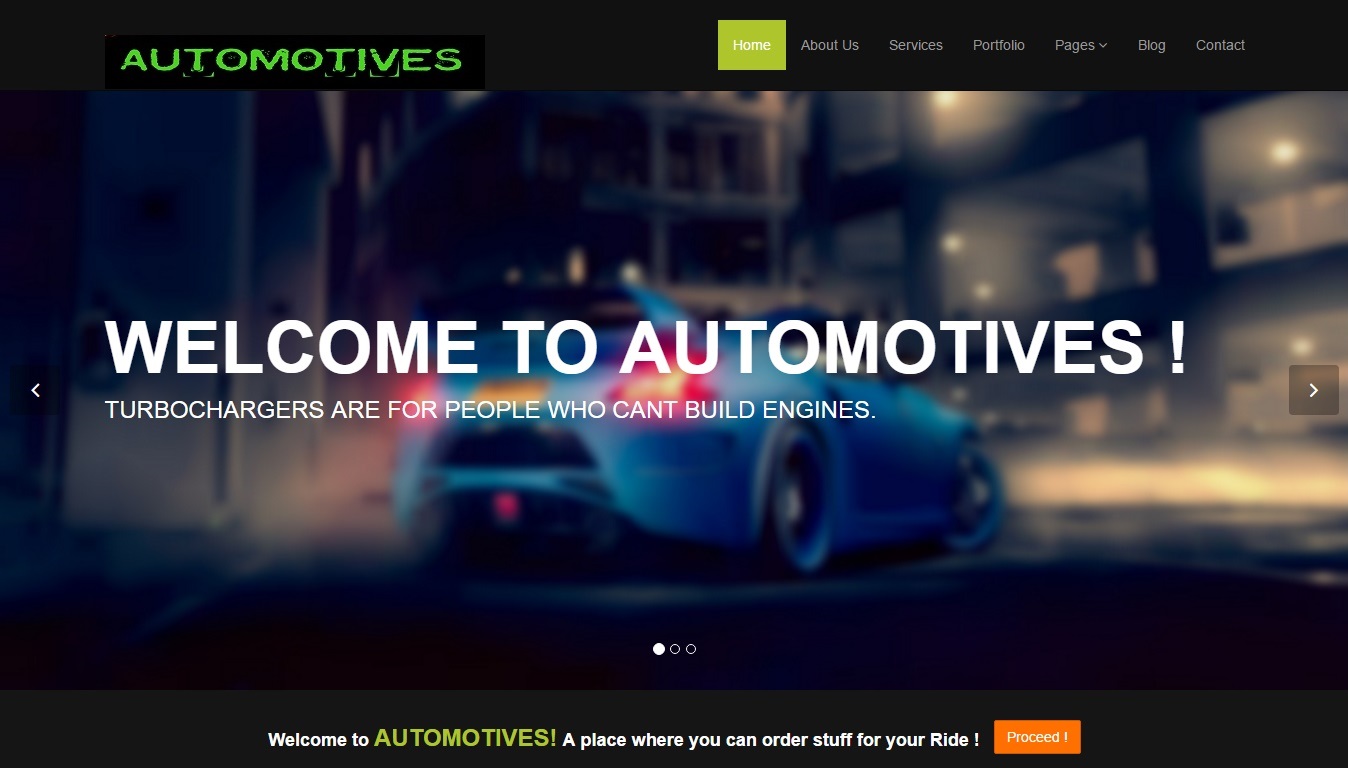 AUTOMOTIVES
Home About Us Services Portfolio Pages Blog Contact
WELCOME TO AUTOMOTIVES !
TURBOCHARGERS ARE FOR PEOPLE WHO CANT BUILD ENGINES.
Welcome to AUTOMOTIVES! A place where you can order stuff for your Ride ! Proceed !